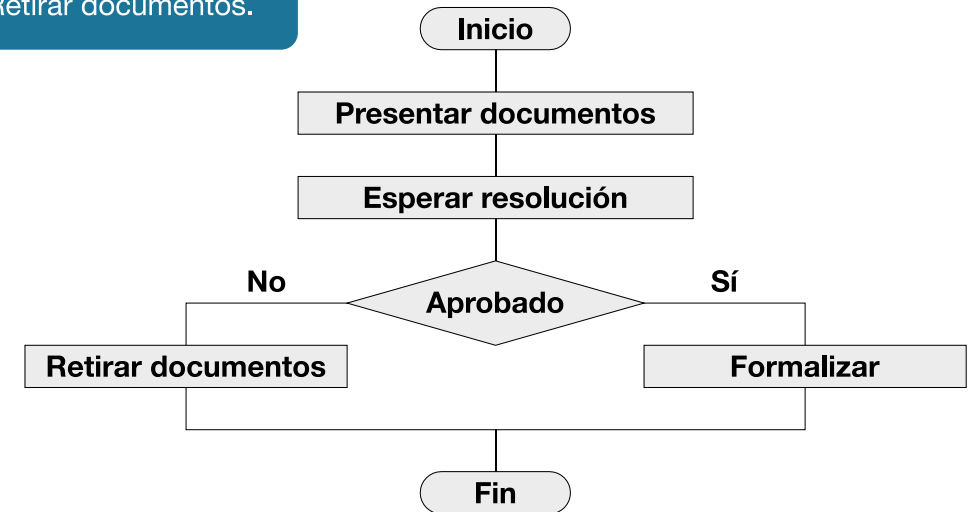 Retirar documentos.
Inicio
Presentar documentos
Esperar resolución
No
Sí
Aprobado
Retirar documentos
Formalizar
Fin